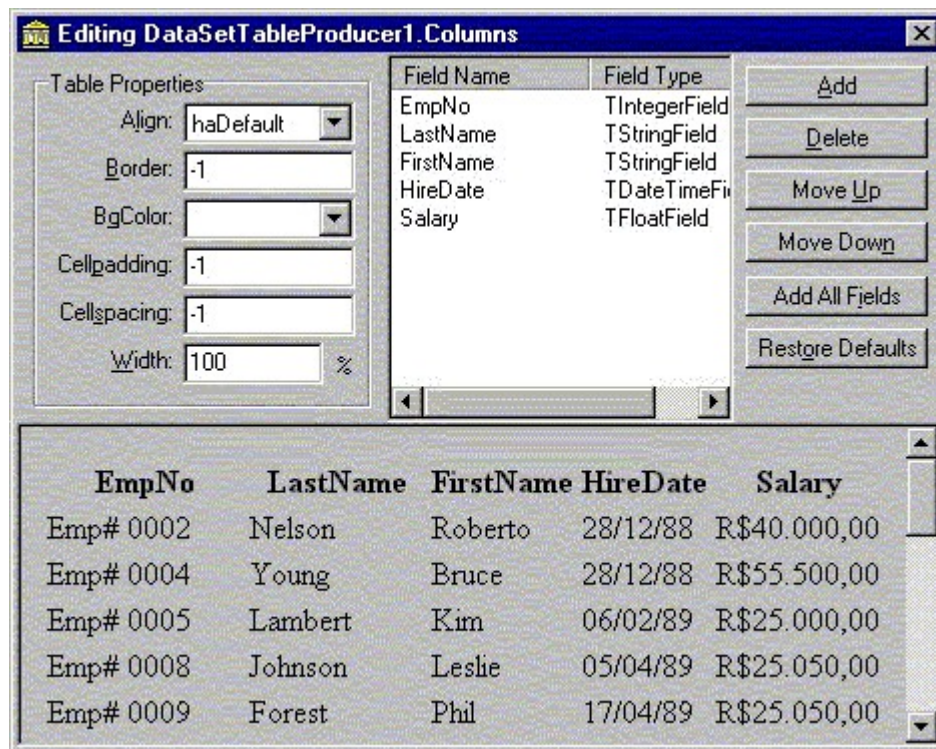 Editing DataSetTableProducer1.Columns
Table Properties
Align: haDefault
Border: -1
BgColor:
Cellpadding: -1
Cellspacing: -1
Width: 100 %
Field Name Field Type
EmpNo TIntegerField
LastName TStringField
FirstName TStringField
HireDate TDateTimeFi
Salary TFloatField
Add
Delete
Move Up
Move Down
Add All Fields
Restore Defaults
EmpNo LastName FirstName HireDate Salary
Emp# 0002 Nelson Roberto 28/12/88 R$40.000,00
Emp# 0004 Young Bruce 28/12/88 R$55.500,00
Emp# 0005 Lambert Kim 06/02/89 R$25.000,00
Emp# 0008 Johnson Leslie 05/04/89 R$25.050,00
Emp# 0009 Forest Phil 17/04/89 R$25.050,00